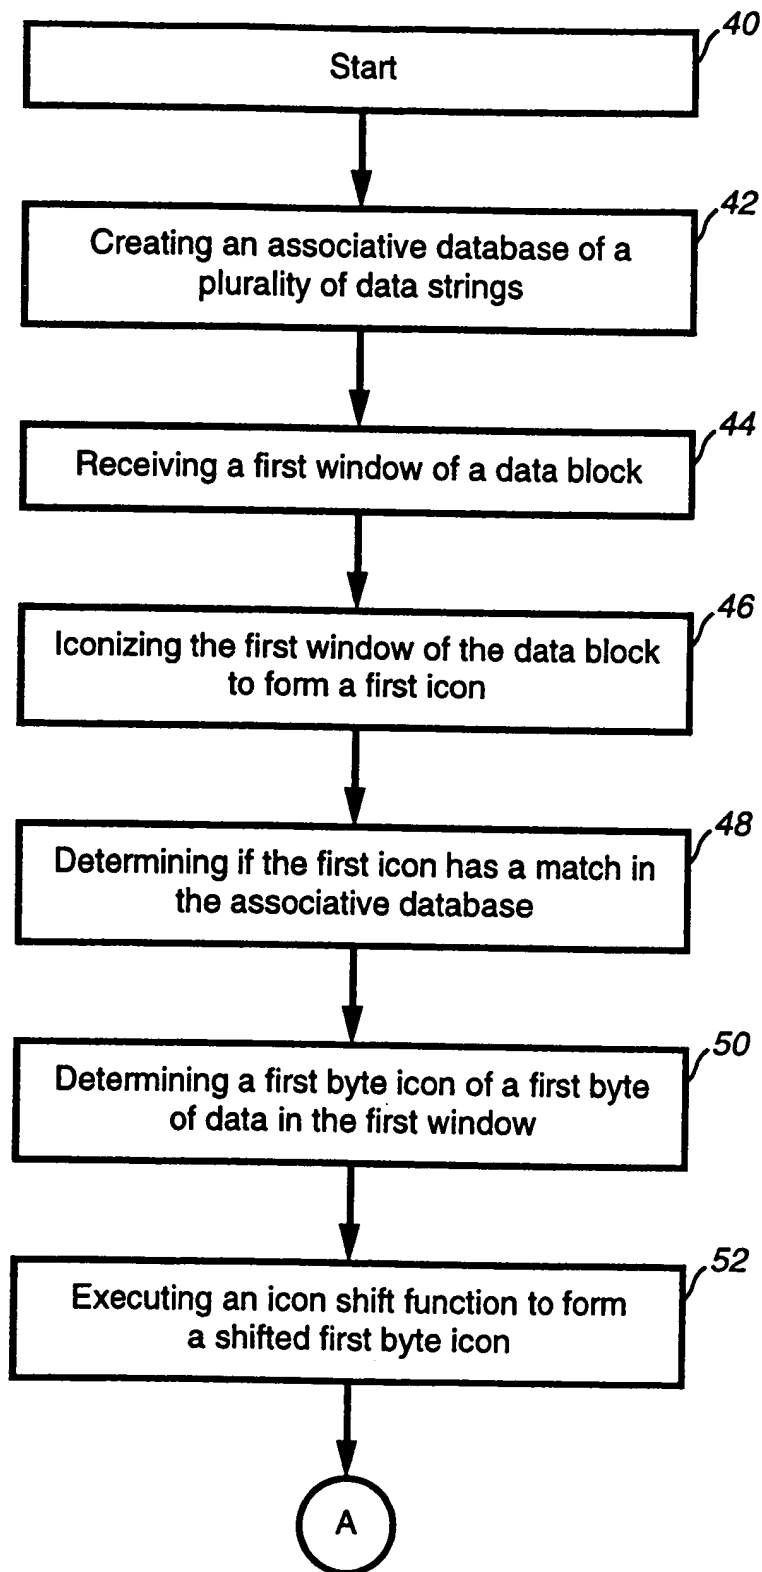 40
Start
42
Creating an associative database of a
plurality of data strings
44
Receiving a first window of a data block
46
Iconizing the first window of the data block
to form a first icon
48
Determining if the first icon has a match in
the associative database
50
Determining a first byte icon of a first byte
of data in the first window
52
Executing an icon shift function to form
a shifted first byte icon
A